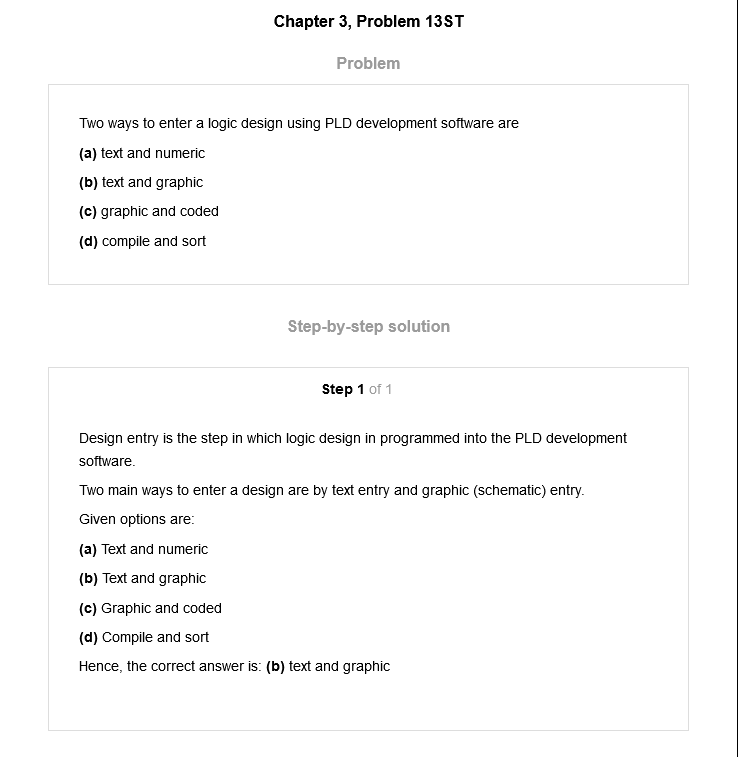 Chapter 3, Problem 13ST
Problem
Two ways to enter a logic design using PLD development software are
(a) text and numeric
(b) text and graphic
(c) graphic and coded
(d) compile and sort
Step-by-step solution
Step 1 of 1
Design entry is the step in which logic design in programmed into the PLD development
software.
Two main ways to enter a design are by text entry and graphic (schematic) entry.
Given options are:
(a) Text and numeric
(b) Text and graphic
(c) Graphic and coded
(d) Compile and sort
Hence, the correct answer is: (b) text and graphic